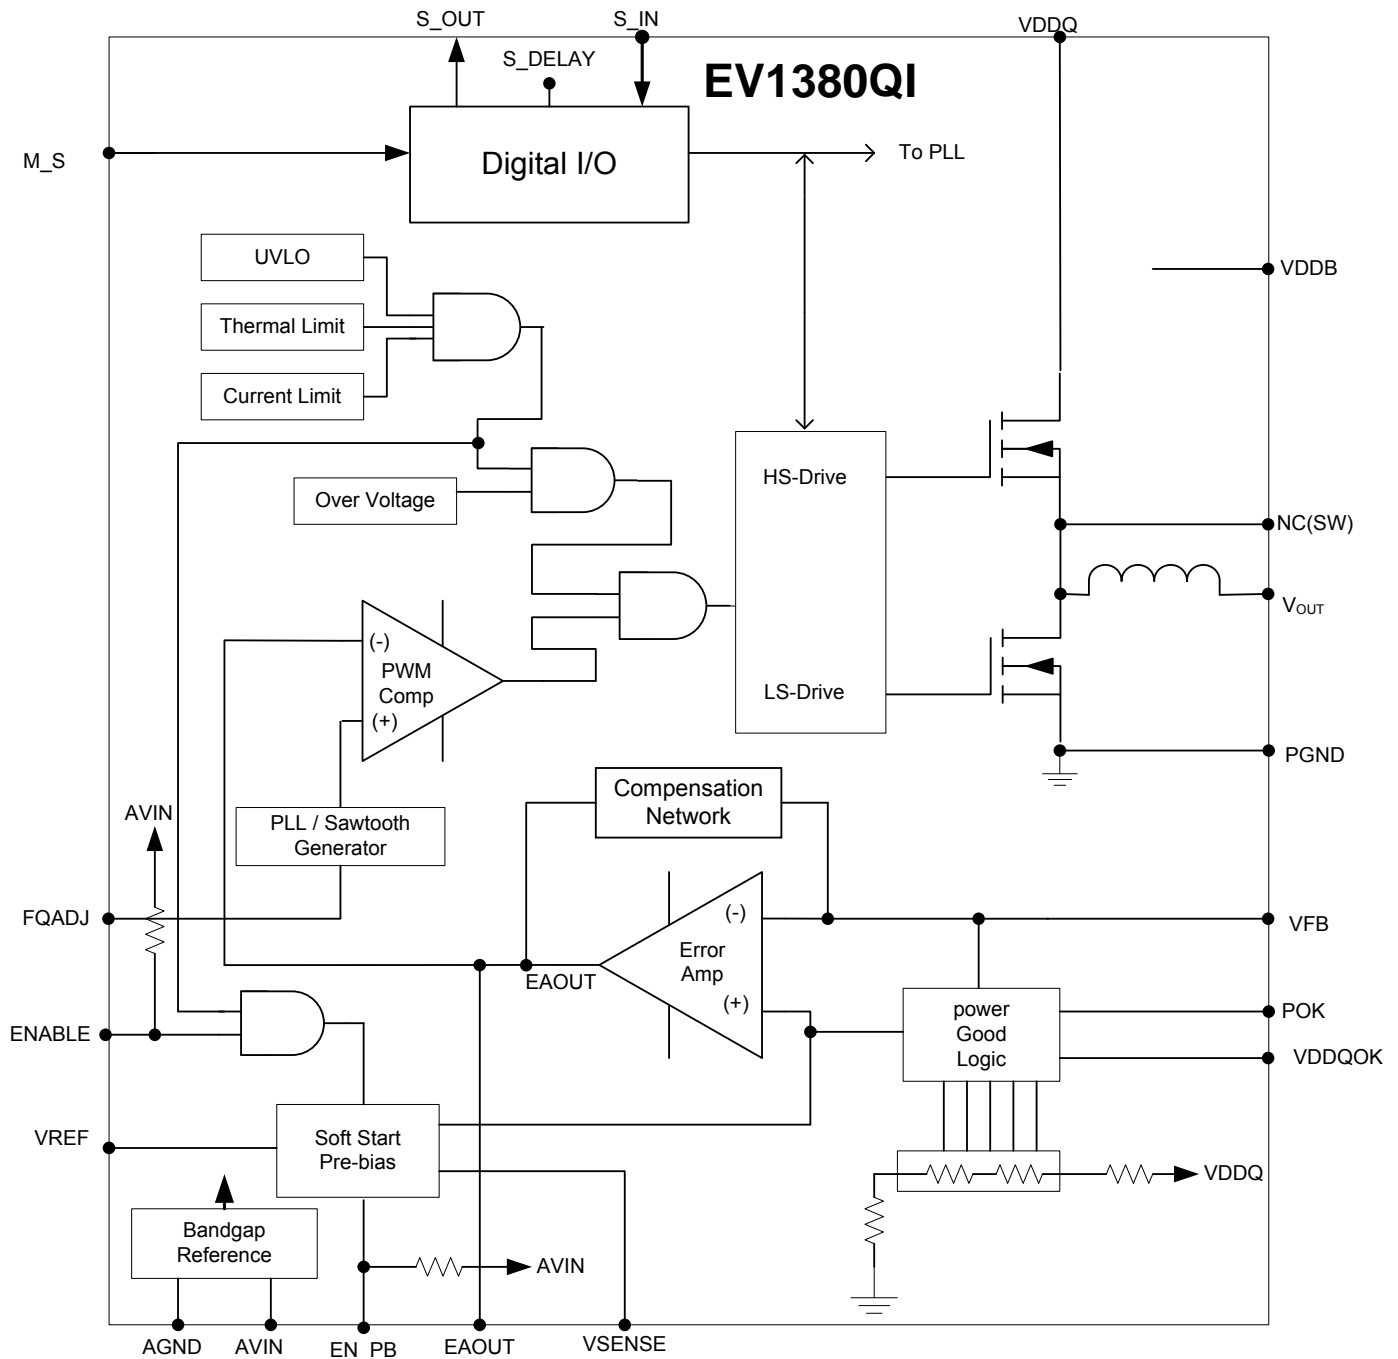 S_OUT
S_IN
VDDQ
S_DELAY
EV1380QI
M_S
Digital I/O
To PLL
UVLO
VDDB
Thermal Limit
Current Limit
HS-Drive
Over Voltage
NC(SW)
VOUT
(-)
PWM
Comp
(+)
LS-Drive
PGND
Compensation
Network
AVIN
PLL / Sawtooth
Generator
FQADJ
(-)
VFB
Error
Amp
EAOUT
(+)
power
Good
Logic
POK
ENABLE
VDDQOK
VREF
Soft Start
Pre-bias
VDDQ
Bandgap
Reference
AVIN
AGND
AVIN
EN_PB
EAOUT
VSENSE